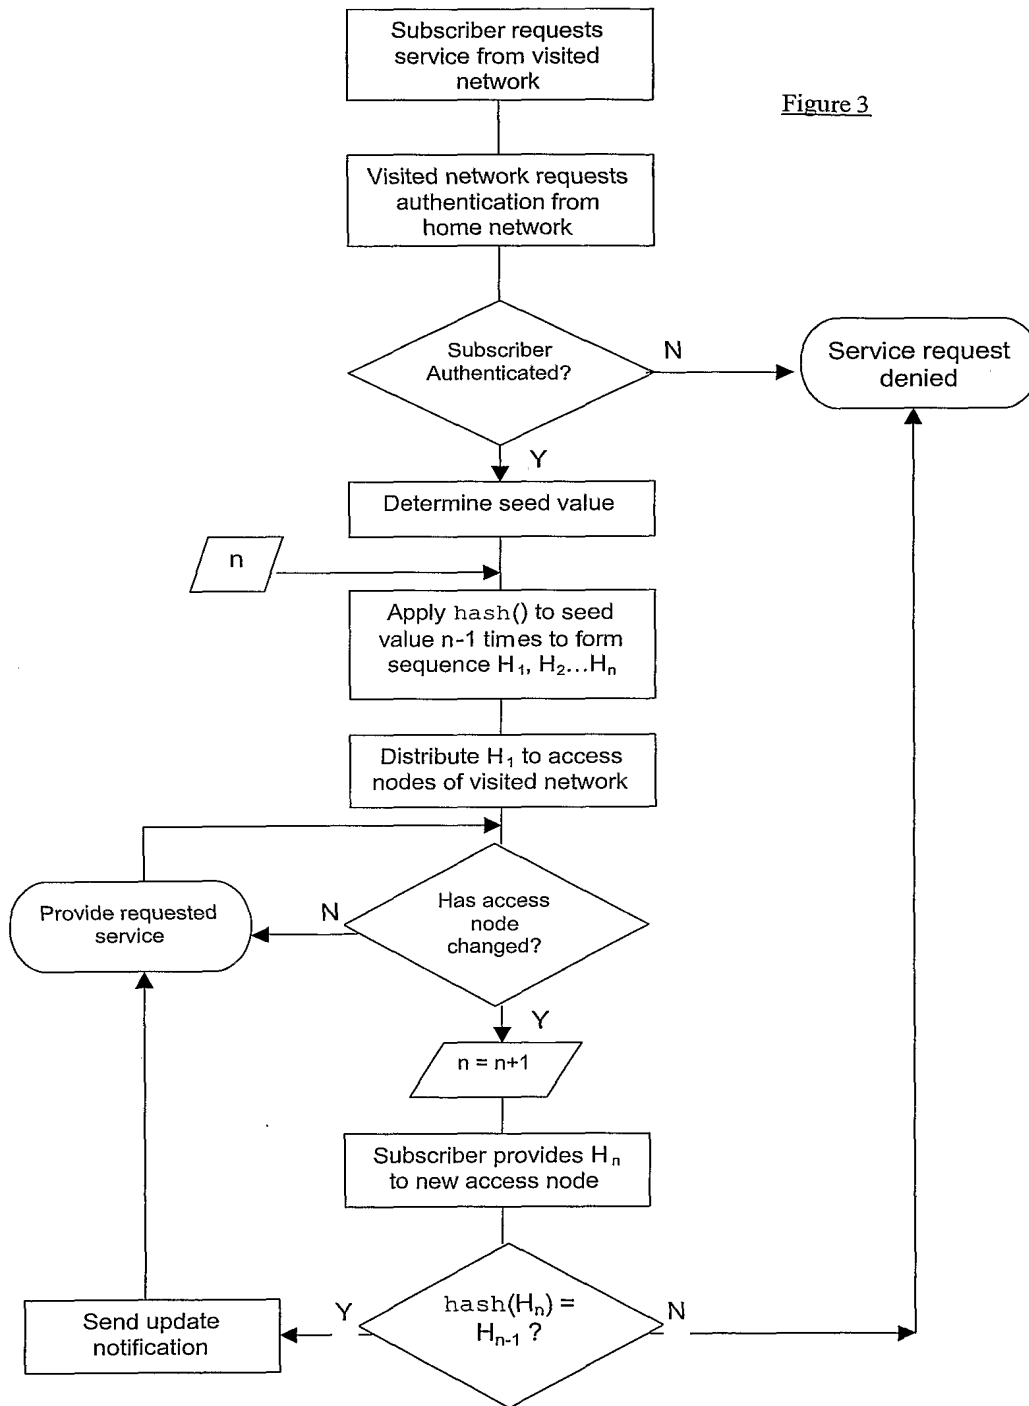 Subscriber requests
service from visited
network
Figure 3
Visited network requests
authentication from
home network
Subscriber
Authenticated?
N
Service request
denied
Y
Determine seed value
n
Apply hash() to seed
value n-1 times to form
sequence H₁, H₂...Hₙ
Distribute H₁ to access
nodes of visited network
Has access
node
changed?
N
Provide requested
service
Y
n = n+1
Subscriber provides Hₙ
to new access node
hash(Hₙ) =
Hₙ₋₁ ?
Y
N
Send update
notification